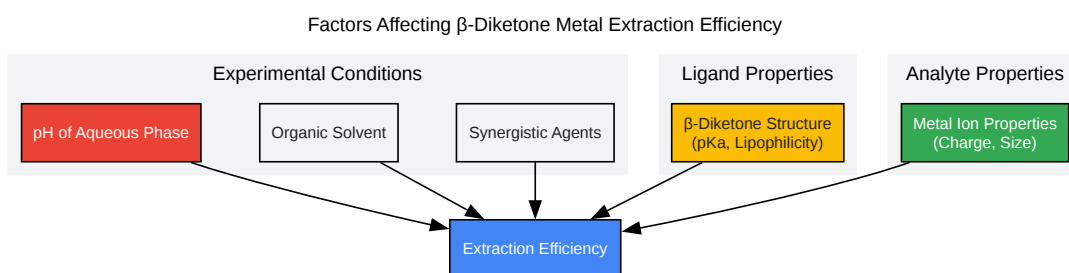 Factors Affecting β-Diketone Metal Extraction Efficiency
Experimental Conditions
Ligand Properties
Analyte Properties
pH of Aqueous Phase
Organic Solvent
Synergistic Agents
β-Diketone Structure
(pKa, Lipophilicity)
Metal Ion Properties
(Charge, Size)
Extraction Efficiency